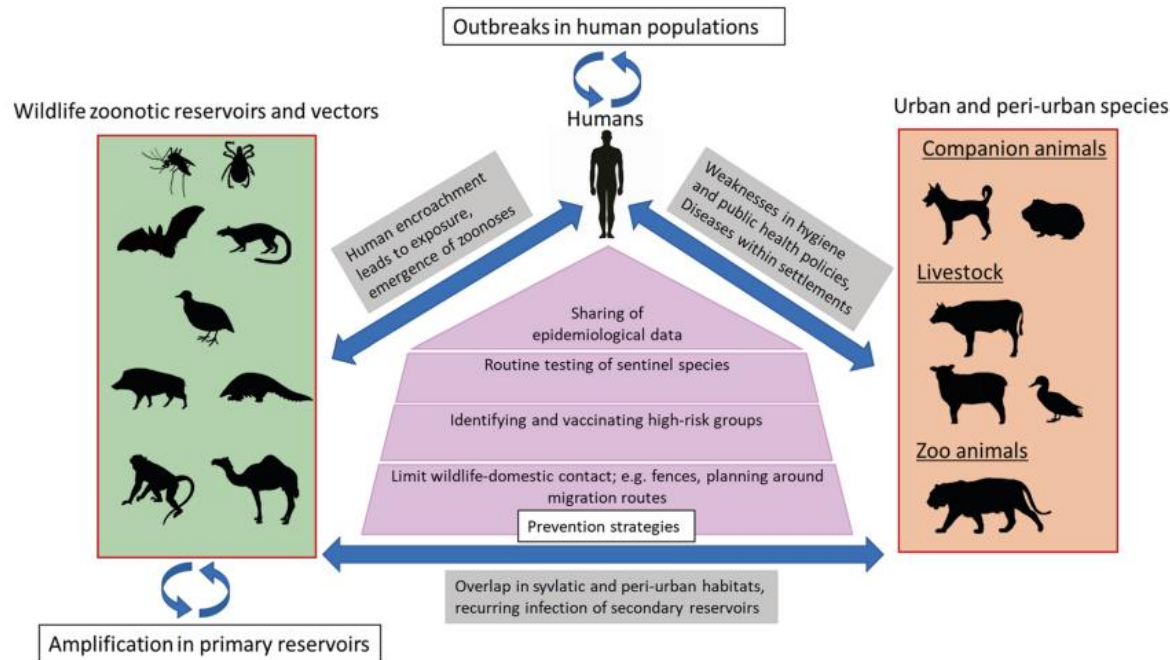 Outbreaks in human populations
Humans
Wildlife zoonotic reservoirs and vectors
Urban and peri-urban species
Companion animals
Livestock
Zoo animals
Human encroachment
leads to exposure,
emergence of zoonoses
Weaknesses in hygiene
and public health policies,
Diseases within settlements
Sharing of
epidemiological data
Routine testing of sentinel species
Identifying and vaccinating high-risk groups
Limit wildlife-domestic contact; e.g. fences, planning around
migration routes
Prevention strategies
Overlap in syvlatic and peri-urban habitats,
recurring infection of secondary reservoirs
Amplification in primary reservoirs